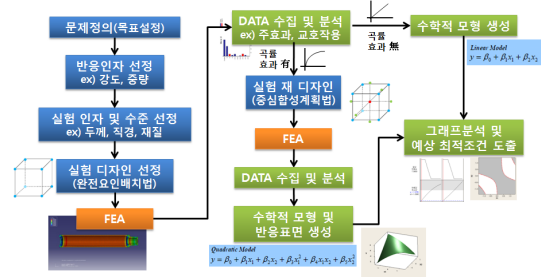 문제정의(목표설정)
반응인자 선정
ex) 강도, 중량
실험 인자 및 수준 선정
ex) 두께, 직경, 재질
실험 디자인 선정
(완전요인배치법)
FEA
DATA 수집 및 분석
ex) 주효과, 교호작용
곡률
효과 有
곡률
효과 無
실험 재 디자인
(중심합성계획법)
FEA
DATA 수집 및 분석
수학적 모형 및
반응표면 생성
Quadratic Model
y = β₀ + β₁x₁ + β₂x₂ + β₃x₁² + β₄x₁x₂ + β₅x₂²
수학적 모형 생성
Linear Model
y = β₀ + β₁x₁ + β₂x₂
그래프분석 및
예상 최적조건 도출